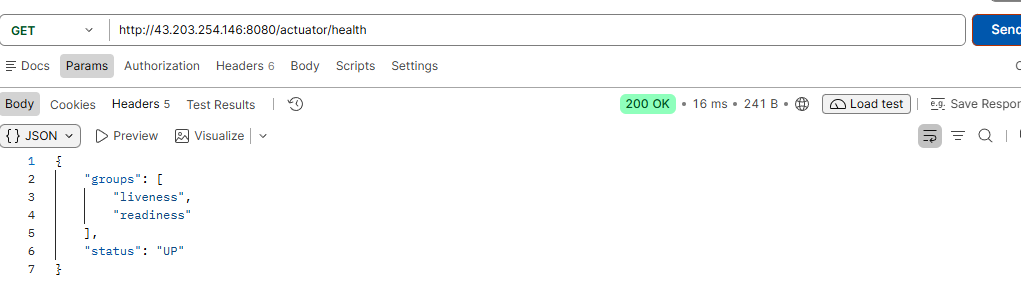 GET http://43.203.254.146:8080/actuator/health Send
Docs Params Authorization Headers 6 Body Scripts Settings
Body Cookies Headers 5 Test Results 200 OK • 16 ms • 241 B • Load test e.g. Save Respon
{} JSON Preview Visualize
1 {
2 "groups": [
3 "liveness",
4 "readiness"
5 ],
6 "status": "UP"
7 }